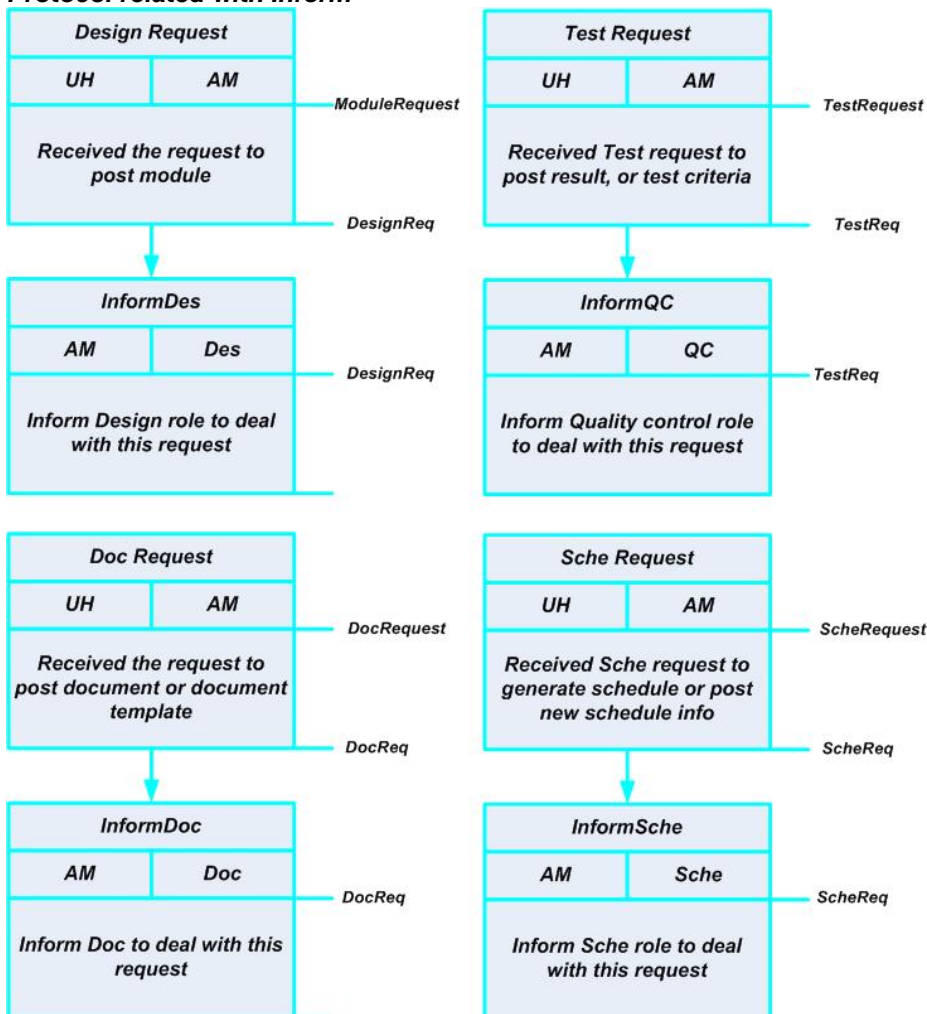 Protocol related with Inform
Design Request
UH AM
ModuleRequest
Received the request to
post module
DesignReq
InformDes
AM Des
DesignReq
Inform Design role to deal
with this request
Test Request
UH AM
TestRequest
Received Test request to
post result, or test criteria
TestReq
InformQC
AM QC
TestReq
Inform Quality control role
to deal with this request
Doc Request
UH AM
DocRequest
Received the request to
post document or document
template
DocReq
InformDoc
AM Doc
DocReq
Inform Doc to deal with this
request
Sche Request
UH AM
ScheRequest
Received Sche request to
generate schedule or post
new schedule info
ScheReq
InformSche
AM Sche
ScheReq
Inform Sche role to deal
with this request